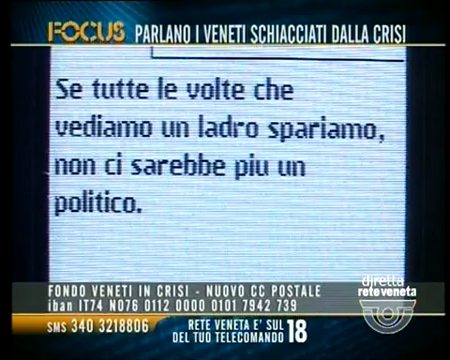 FOCUS PARLANO I VENETI SCHIACCIATI DALLA CRISI
Se tutte le volte che
vediamo un ladro spariamo,
non ci sarebbe piu un
politico.
diretta
reteveneta
FONDO VENETI IN CRISI - NUOVO CC POSTALE
iban IT74 N076 0112 0000 0101 7942 739
SMS 340 3218806
RETE VENETA E' SUL
DEL TUO TELECOMANDO 18